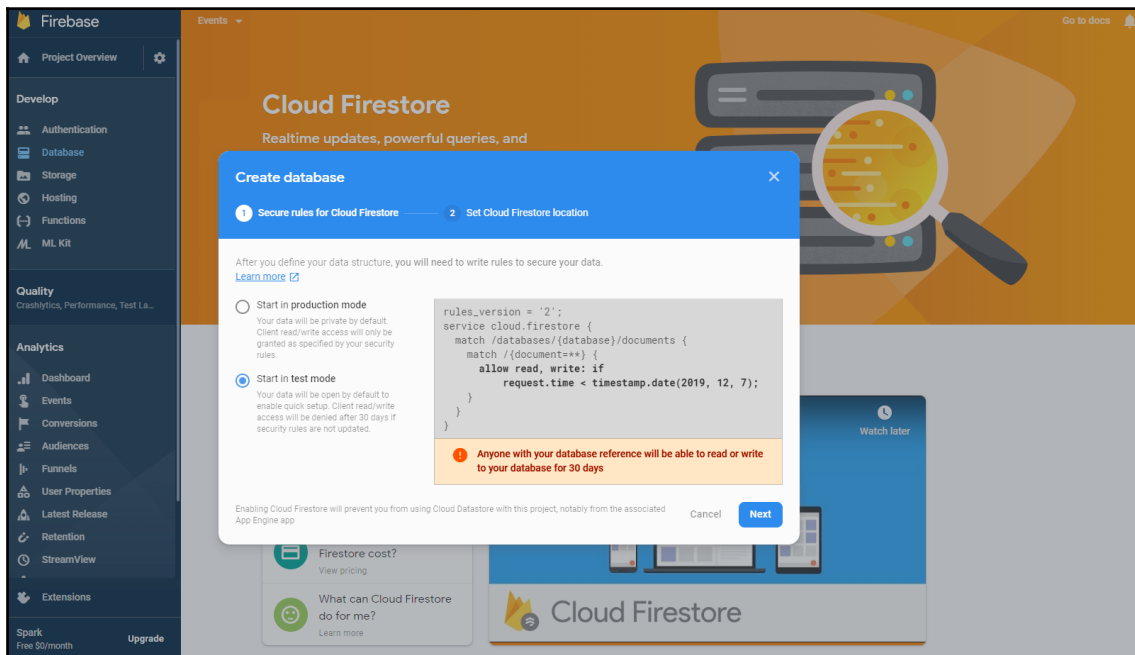 Firebase
Project Overview
Develop
Authentication
Database
Storage
Hosting
Functions
ML Kit
Quality
Crashlytics, Performance, Test La...
Analytics
Dashboard
Events
Conversions
Audiences
Funnels
User Properties
Latest Release
Retention
StreamView
Extensions
Spark
Free $0/month
Upgrade
Events
Go to docs
Cloud Firestore
Realtime updates, powerful queries, and
Create database
1 Secure rules for Cloud Firestore
2 Set Cloud Firestore location
After you define your data structure, you will need to write rules to secure your data.
Learn more
Start in production mode
Your data will be private by default.
Client read/write access will only be
granted as specified by your security
rules.
Start in test mode
Your data will be open by default to
enable quick setup. Client read/write
access will be denied after 30 days if
security rules are not updated.
rules_version = '2';
service cloud.firestore {
match /databases/{database}/documents {
match /{document=**} {
allow read, write: if
request.time < timestamp.date(2019, 12, 7);
}
}
}
Anyone with your database reference will be able to read or write
to your database for 30 days
Enabling Cloud Firestore will prevent you from using Cloud Datastore with this project, notably from the associated
App Engine app
Cancel
Next
Watch later
Firestore cost?
View pricing
What can Cloud Firestore
do for me?
Learn more
Cloud Firestore